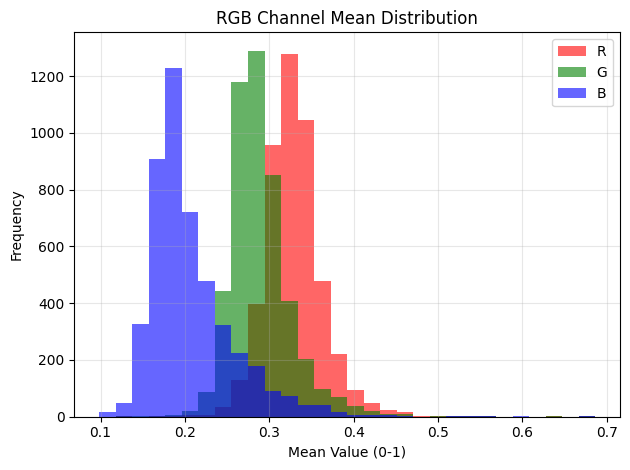 RGB Channel Mean Distribution
R
G
B
Frequency
1200
1000
800
600
400
200
0
0.1 0.2 0.3 0.4 0.5 0.6 0.7
Mean Value (0-1)